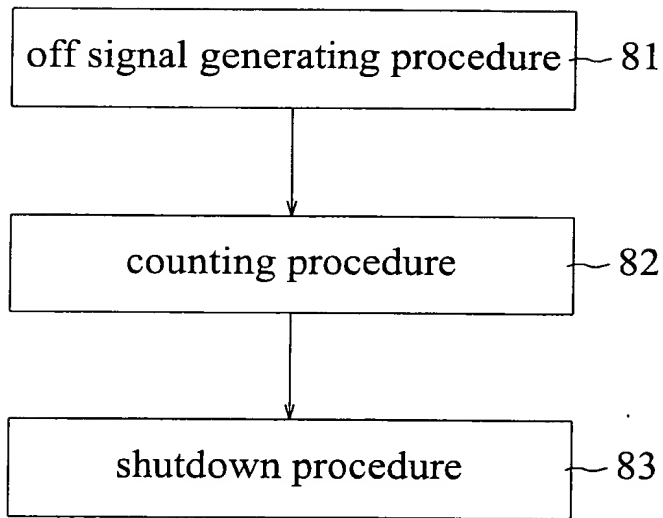 off signal generating procedure 81
counting procedure 82
shutdown procedure 83